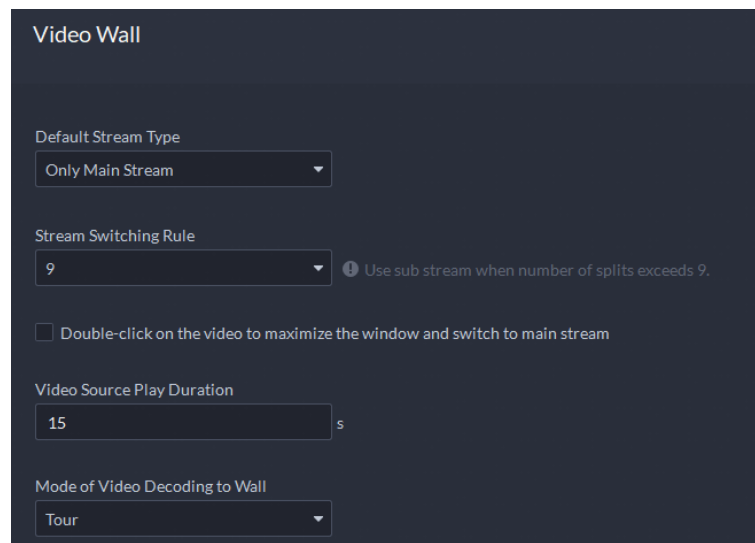 Video Wall
Default Stream Type
Only Main Stream
Stream Switching Rule
9
Use sub stream when number of splits exceeds 9.
Double-click on the video to maximize the window and switch to main stream
Video Source Play Duration
15 s
Mode of Video Decoding to Wall
Tour